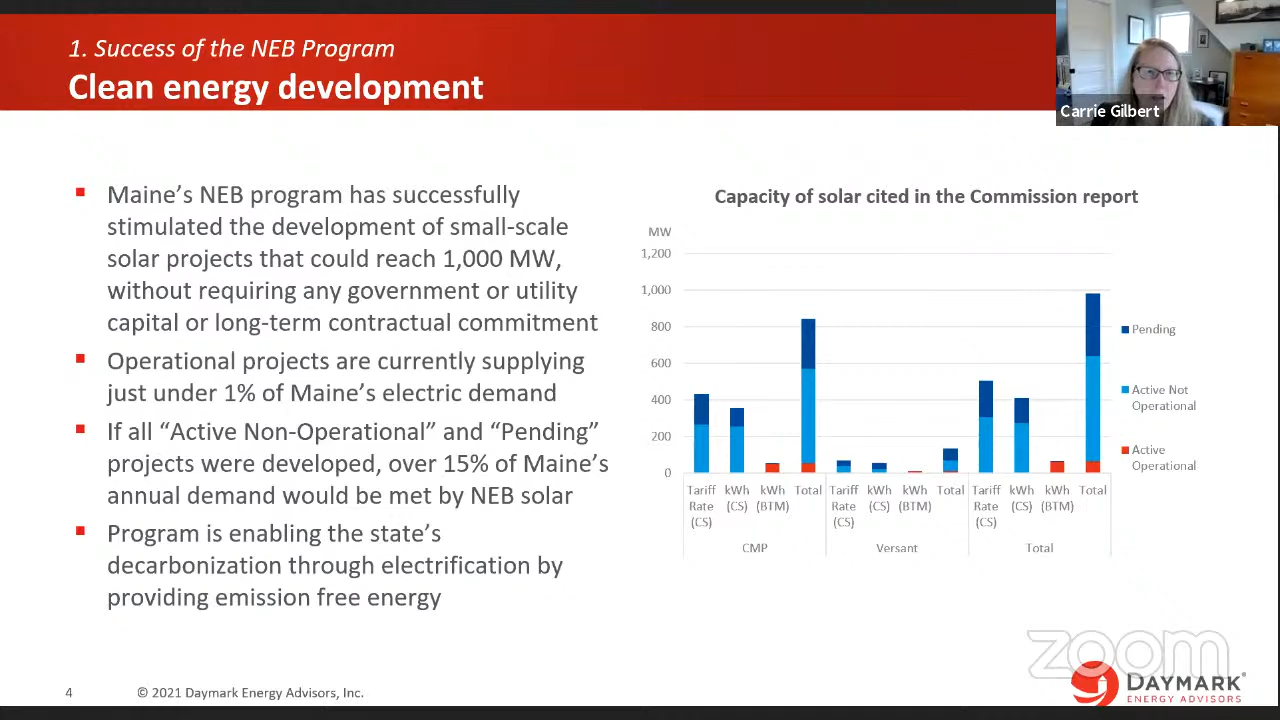 1. Success of the NEB Program
Clean energy development
Carrie Gilbert
Maine's NEB program has successfully
stimulated the development of small-scale
solar projects that could reach 1,000 MW,
without requiring any government or utility
capital or long-term contractual commitment
Operational projects are currently supplying
just under 1% of Maine's electric demand
If all "Active Non-Operational" and "Pending"
projects were developed, over 15% of Maine's
annual demand would be met by NEB solar
Program is enabling the state's
decarbonization through electrification by
providing emission free energy
Capacity of solar cited in the Commission report
MW
1,200
1,000
800
600
400
200
0
Tariff Rate (CS)
kWh (CS)
kWh (BTM)
Total
Tariff Rate (CS)
kWh (CS)
kWh (BTM)
Total
Tariff Rate (CS)
kWh (CS)
kWh (BTM)
Total
CMP
Versant
Total
Pending
Active Not
Operational
Active
Operational
zoom
4
© 2021 Daymark Energy Advisors, Inc.
DAYMARK®
ENERGY ADVISORS